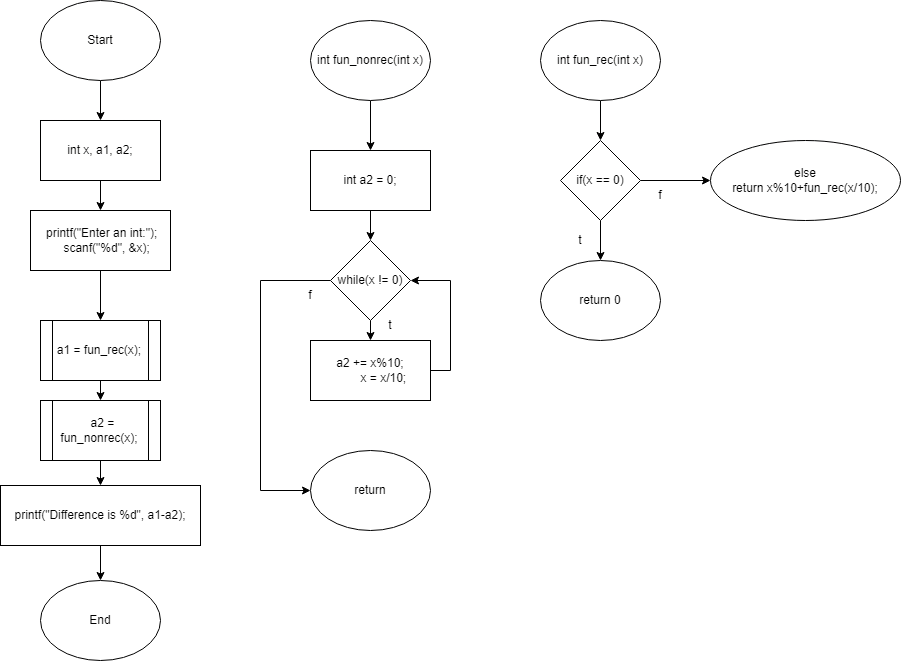 Start
int x, a1, a2;
printf("Enter an int:");
scanf("%d", &x);
a1 = fun_rec(x);
a2 =
fun_nonrec(x);
printf("Difference is %d", a1-a2);
End
int fun_nonrec(int x)
int a2 = 0;
while(x != 0)
f
t
a2 += x%10;
x = x/10;
return
int fun_rec(int x)
if(x == 0)
f
else
return x%10+fun_rec(x/10);
t
return 0